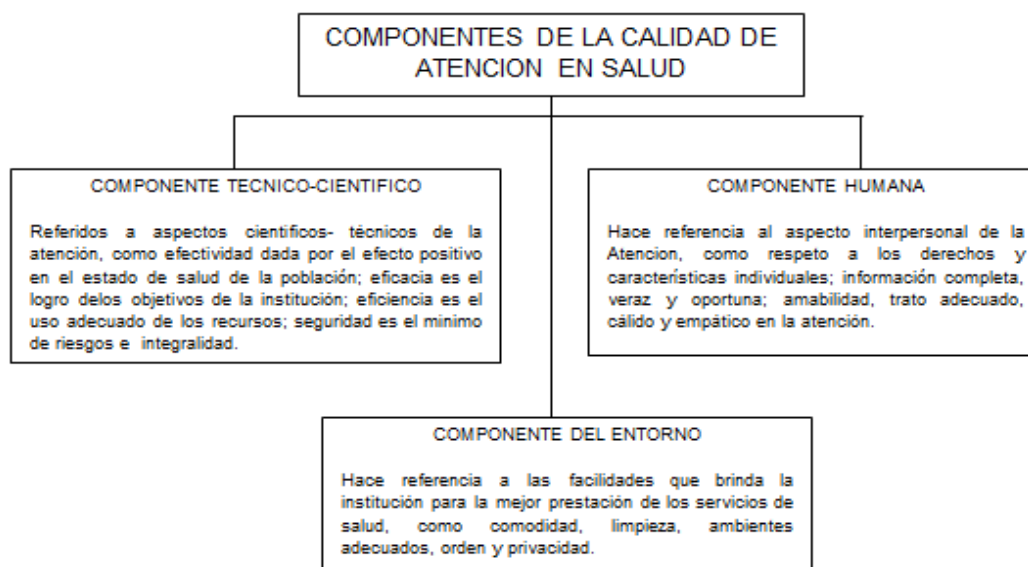 COMPONENTES DE LA CALIDAD DE
ATENCION EN SALUD
COMPONENTE TECNICO-CIENTIFICO
Referidos a aspectos cientificos- técnicos de la
atención, como efectividad dada por el efecto positivo
en el estado de salud de la población; eficacia es el
logro delos objetivos de la institución; eficiencia es el
uso adecuado de los recursos; seguridad es el minimo
de riesgos e integralidad.
COMPONENTE HUMANA
Hace referencia al aspecto interpersonal de la
Atencion, como respeto a los derechos y
características individuales; información completa,
veraz y oportuna; amabilidad, trato adecuado,
cálido y empático en la atención.
COMPONENTE DEL ENTORNO
Hace referencia a las facilidades que brinda la
institución para la mejor prestación de los servicios de
salud, como comodidad, limpieza, ambientes
adecuados, orden y privacidad.